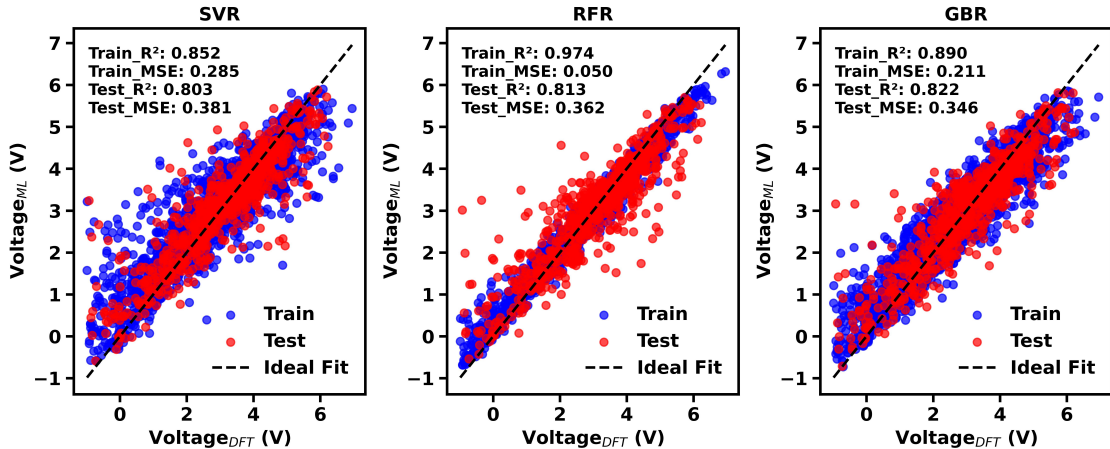 SVR
Train_R²: 0.852
Train_MSE: 0.285
Test_R²: 0.803
Test_MSE: 0.381
7
6
5
4
3
2
1
0
−1
Voltage_ML (V)
Train
Test
Ideal Fit
0 2 4 6
Voltage_DFT (V)
RFR
Train_R²: 0.974
Train_MSE: 0.050
Test_R²: 0.813
Test_MSE: 0.362
7
6
5
4
3
2
1
0
−1
Voltage_ML (V)
Train
Test
Ideal Fit
0 2 4 6
Voltage_DFT (V)
GBR
Train_R²: 0.890
Train_MSE: 0.211
Test_R²: 0.822
Test_MSE: 0.346
7
6
5
4
3
2
1
0
−1
Voltage_ML (V)
Train
Test
Ideal Fit
0 2 4 6
Voltage_DFT (V)